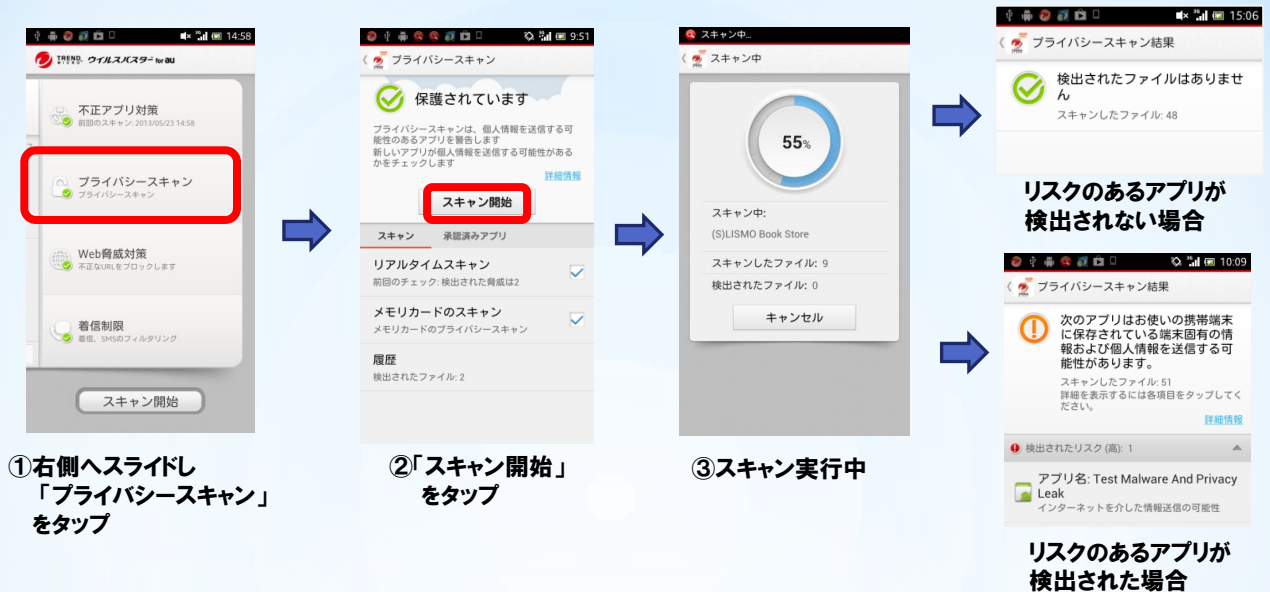 14:58
TREND MICRO ウイルスバスター for au
不正アプリ対策
前回のスキャン: 2013/05/23 14:58
プライバシースキャン
プライバシースキャン
Web脅威対策
不正なURLをブロックします
着信制限
着信、SMSのフィルタリング
スキャン開始
①右側へスライドし
「プライバシースキャン」
をタップ
9:51
プライバシースキャン
保護されています
プライバシースキャンは、個人情報を送信する可
能性のあるアプリを警告します
新しいアプリが個人情報を送信する可能性がある
かをチェックします
詳細情報
スキャン開始
スキャン 承認済みアプリ
リアルタイムスキャン
前回のチェック: 検出された脅威は2
メモリカードのスキャン
メモリカードのプライバシースキャン
履歴
検出されたファイル: 2
②「スキャン開始」
をタップ
スキャン中...
スキャン中
55%
スキャン中:
(S)LISMO Book Store
スキャンしたファイル: 9
検出されたファイル: 0
キャンセル
③スキャン実行中
15:06
プライバシースキャン結果
検出されたファイルはありませ
ん
スキャンしたファイル: 48
リスクのあるアプリが
検出されない場合
10:09
プライバシースキャン結果
次のアプリはお使いの携帯端末
に保存されている端末固有の情
報および個人情報を送信する可
能性があります。
スキャンしたファイル: 51
詳細を表示するには各項目をタップしてく
ださい。
詳細情報
検出されたリスク (高): 1
アプリ名: Test Malware And Privacy
Leak
インターネットを介した情報送信の可能性
リスクのあるアプリが
検出された場合